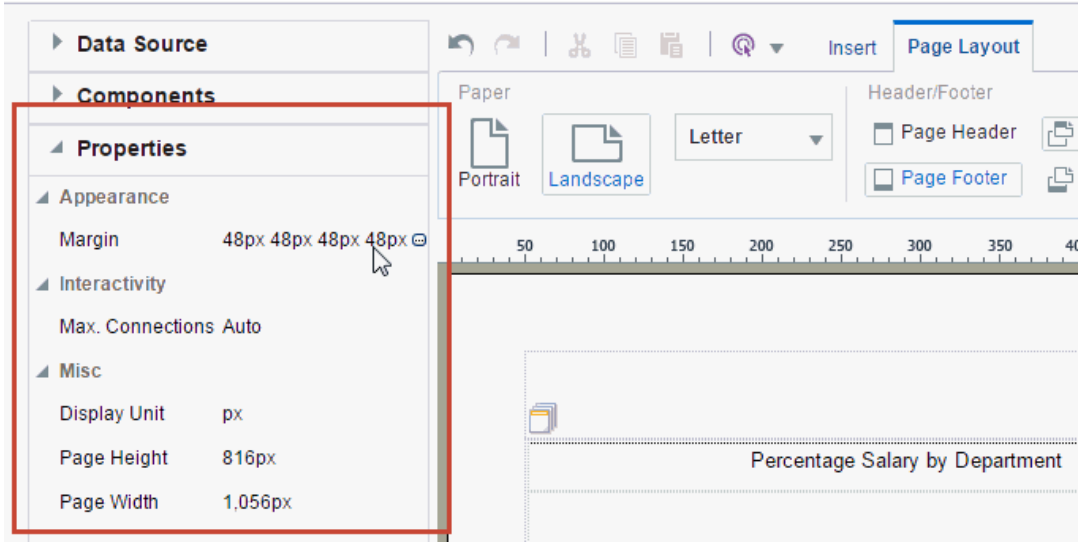 Data Source
Components
Properties
Appearance
Margin 48px 48px 48px 48px
Interactivity
Max. Connections Auto
Misc
Display Unit px
Page Height 816px
Page Width 1,056px
Insert Page Layout
Paper
Portrait Landscape
Letter
Header/Footer
Page Header
Page Footer
50 100 150 200 250 300 350 40
Percentage Salary by Department